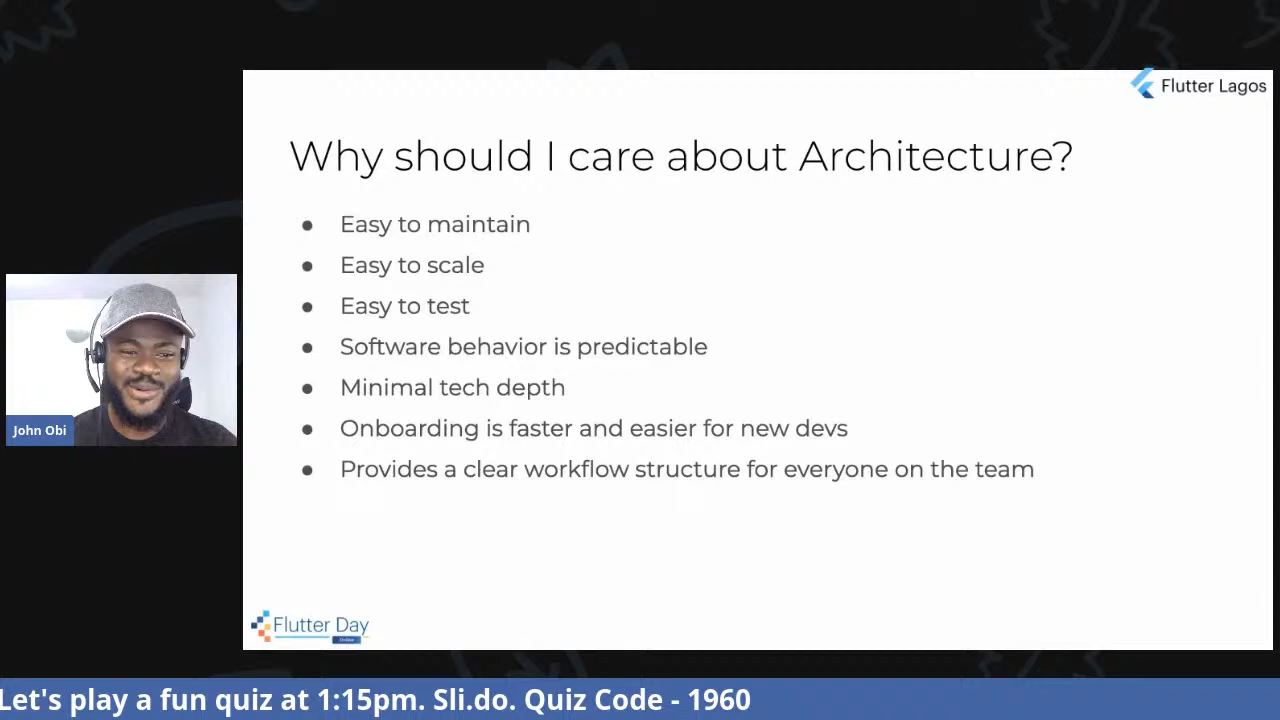 Flutter Lagos
Why should I care about Architecture?
Easy to maintain
Easy to scale
Easy to test
Software behavior is predictable
Minimal tech depth
Onboarding is faster and easier for new devs
Provides a clear workflow structure for everyone on the team
John Obi
Flutter Day
Let's play a fun quiz at 1:15pm. Sli.do. Quiz Code - 1960